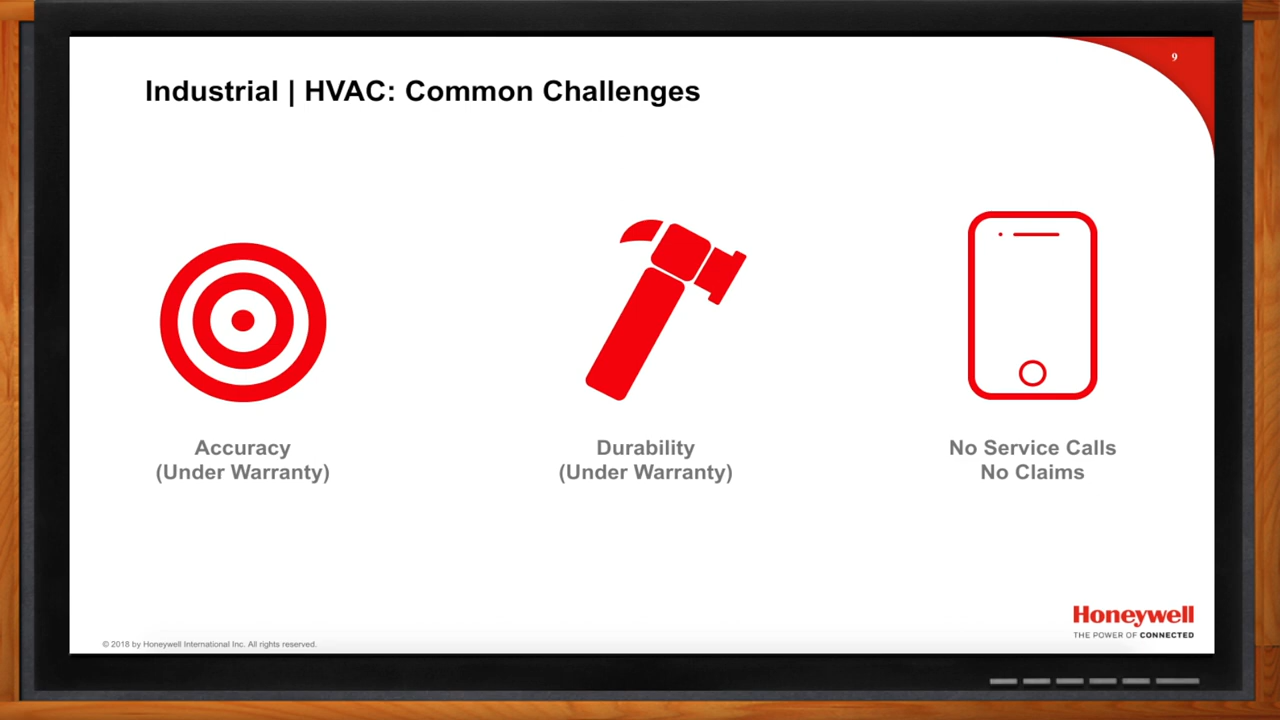 9
Industrial | HVAC: Common Challenges
Accuracy
(Under Warranty)
Durability
(Under Warranty)
No Service Calls
No Claims
Honeywell
THE POWER OF CONNECTED
© 2018 by Honeywell International Inc. All rights reserved.